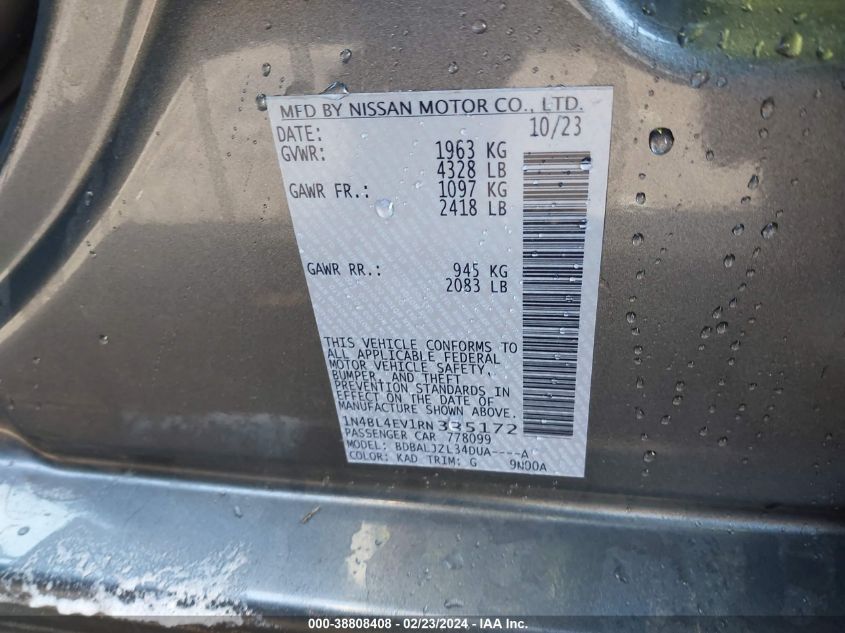 MFD BY NISSAN MOTOR CO., LTD.
DATE: 10/23
GVWR: 1963 KG
4328 LB
GAWR FR.: 1097 KG
2418 LB
GAWR RR.: 945 KG
2083 LB
THIS VEHICLE CONFORMS TO
ALL APPLICABLE FEDERAL
MOTOR VEHICLE SAFETY,
BUMPER, AND THEFT
PREVENTION STANDARDS IN
EFFECT ON THE DATE OF
MANUFACTURE SHOWN ABOVE.
1N4BL4EV1RN335172
PASSENGER CAR 778099
MODEL: BDBALJZL34DUA----A
COLOR: KAD TRIM: G 9N00A
000-38808408 - 02/23/2024 - IAA Inc.